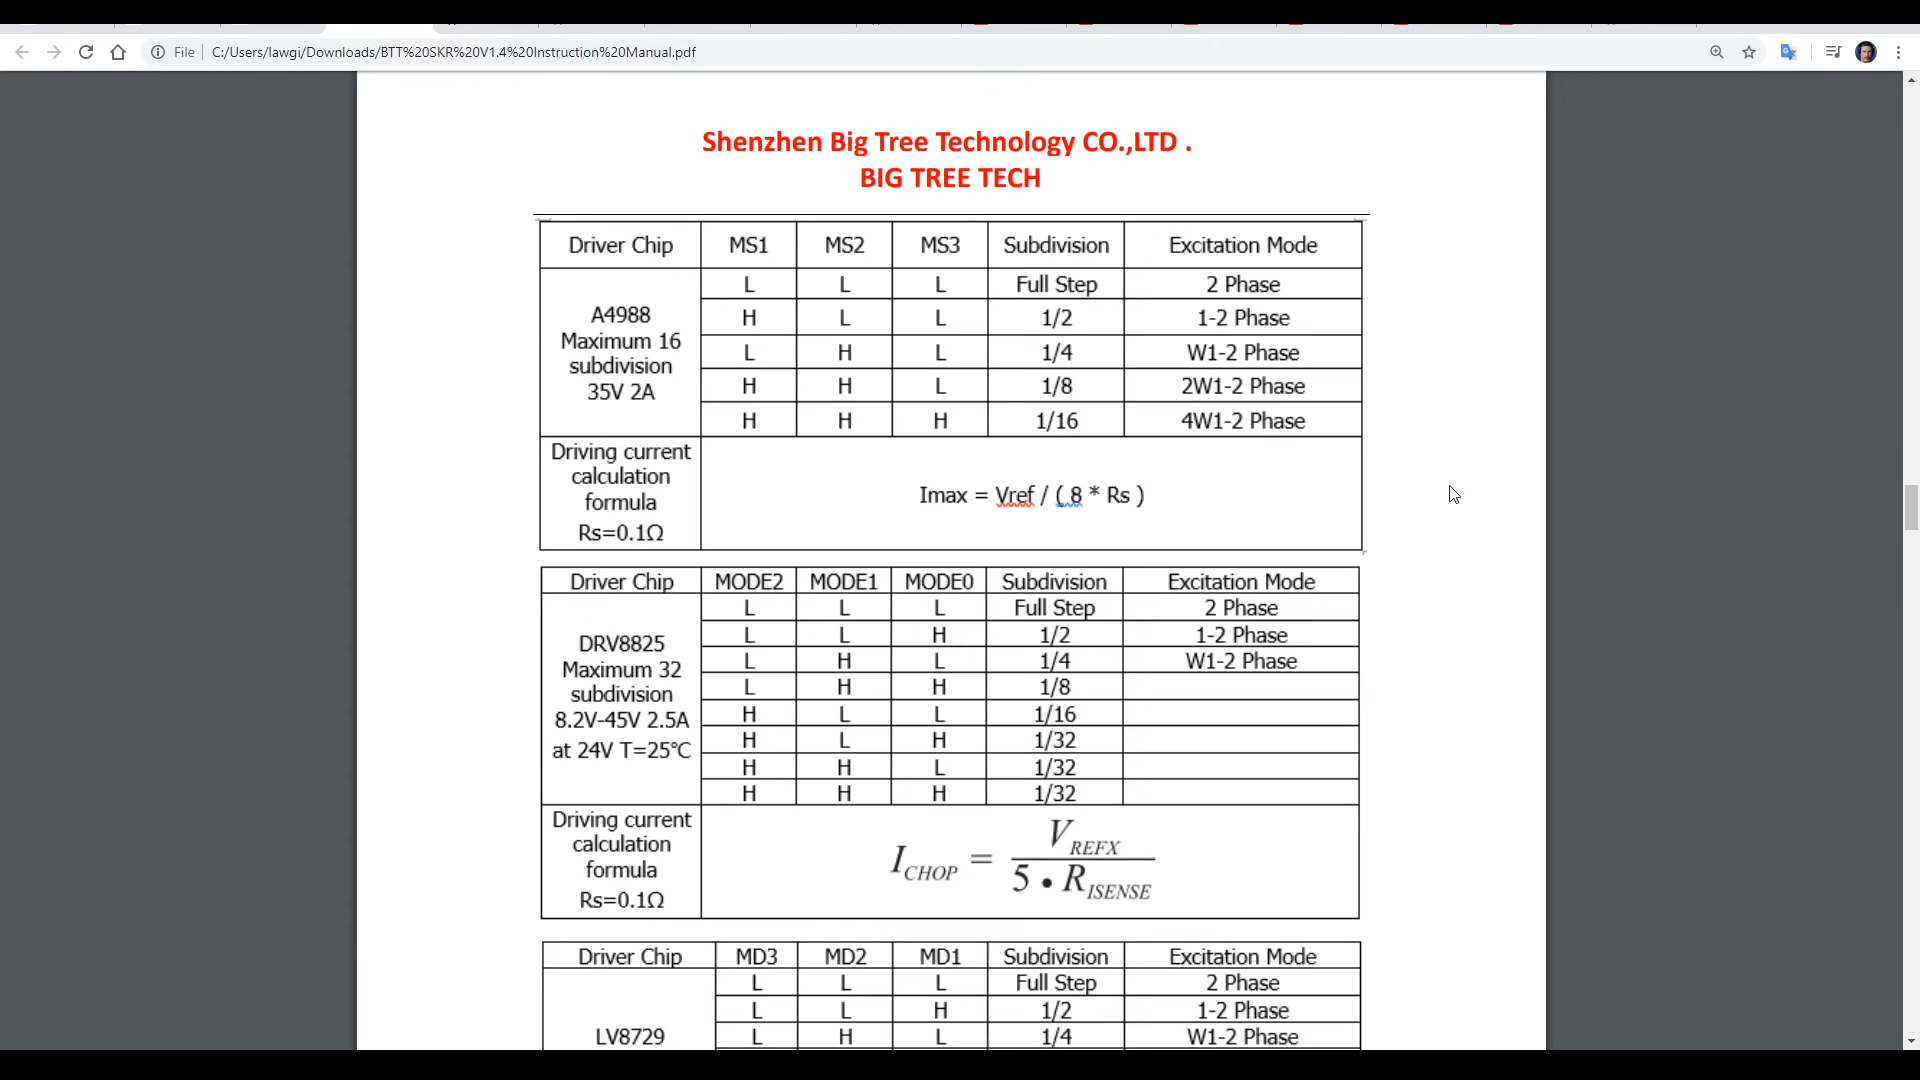 File
C:/Users/lawgi/Downloads/BTT%20SKR%20V1.4%20Instruction%20Manual.pdf
Shenzhen Big Tree Technology CO.,LTD .
BIG TREE TECH
Driver Chip MS1 MS2 MS3 Subdivision Excitation Mode
A4988
Maximum 16
subdivision
35V 2A
L L L Full Step 2 Phase
H L L 1/2 1-2 Phase
L H L 1/4 W1-2 Phase
H H L 1/8 2W1-2 Phase
H H H 1/16 4W1-2 Phase
Driving current
calculation
formula
Rs=0.1Ω
Imax = Vref / ( 8 * Rs )
Driver Chip MODE2 MODE1 MODE0 Subdivision Excitation Mode
DRV8825
Maximum 32
subdivision
8.2V-45V 2.5A
at 24V T=25℃
L L L Full Step 2 Phase
L L H 1/2 1-2 Phase
L H L 1/4 W1-2 Phase
L H H 1/8
H L L 1/16
H L H 1/32
H H L 1/32
H H H 1/32
Driving current
calculation
formula
Rs=0.1Ω
I CHOP = V REFX / 5 • R ISENSE
Driver Chip MD3 MD2 MD1 Subdivision Excitation Mode
LV8729
L L L Full Step 2 Phase
L L H 1/2 1-2 Phase
L H L 1/4 W1-2 Phase